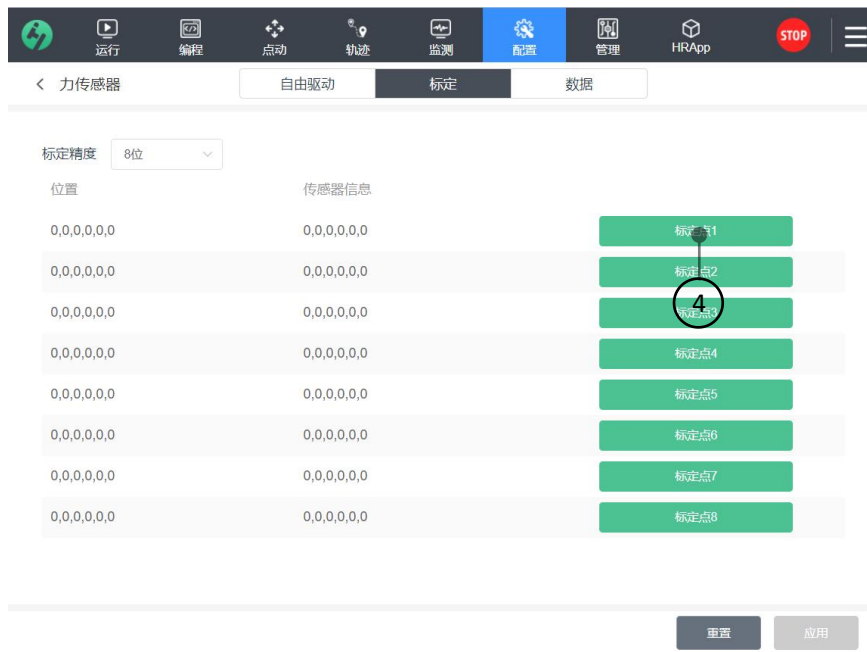 运行 编程 点动 轨迹 监测 配置 管理 HRApp STOP
力传感器 自由驱动 标定 数据
标定精度 8位
位置 传感器信息
0,0,0,0,0,0 0,0,0,0,0,0 标定点1
0,0,0,0,0,0 0,0,0,0,0,0 标定点2
4
0,0,0,0,0,0 0,0,0,0,0,0 标定点3
0,0,0,0,0,0 0,0,0,0,0,0 标定点4
0,0,0,0,0,0 0,0,0,0,0,0 标定点5
0,0,0,0,0,0 0,0,0,0,0,0 标定点6
0,0,0,0,0,0 0,0,0,0,0,0 标定点7
0,0,0,0,0,0 0,0,0,0,0,0 标定点8
重置 应用